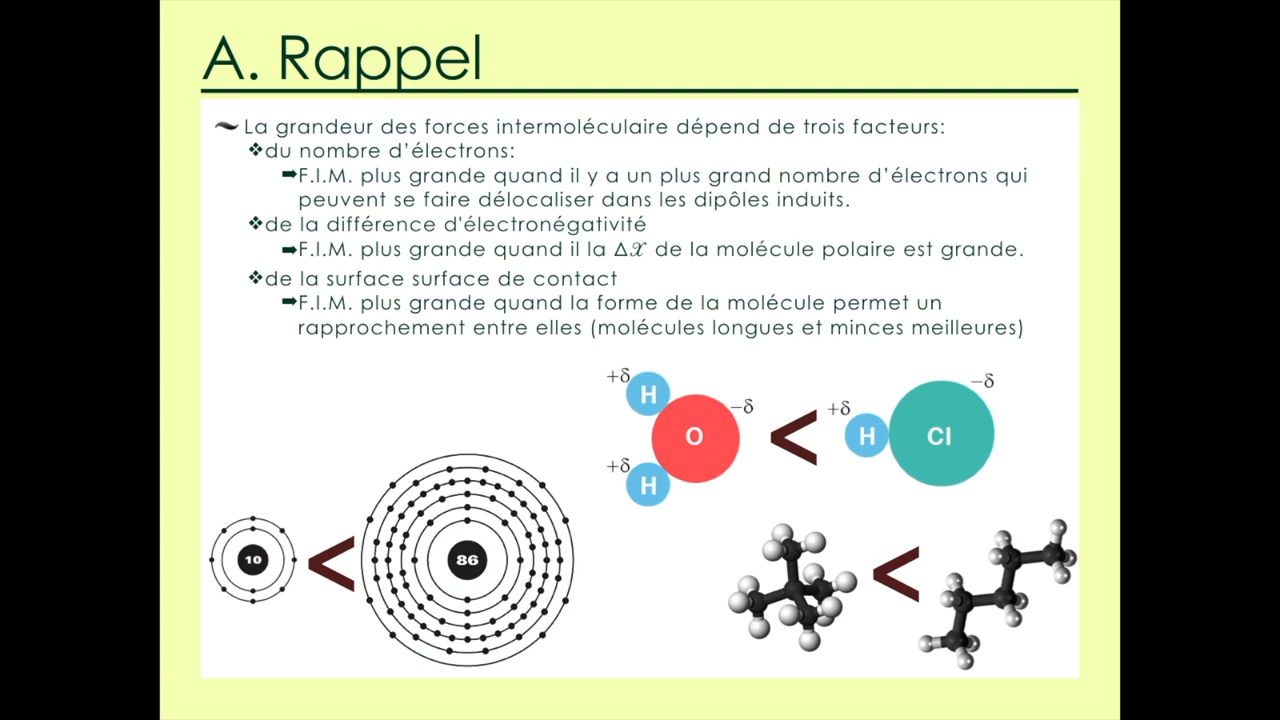 A. Rappel
La grandeur des forces intermoléculaire dépend de trois facteurs:
❖du nombre d’électrons:
➡F.I.M. plus grande quand il y a un plus grand nombre d’électrons qui
peuvent se faire délocaliser dans les dipôles induits.
❖de la différence d'électronégativité
➡F.I.M. plus grande quand il la Δ𝒳 de la molécule polaire est grande.
❖de la surface surface de contact
➡F.I.M. plus grande quand la forme de la molécule permet un
rapprochement entre elles (molécules longues et minces meilleures)
+δ H
O −δ
+δ H
<
+δ H Cl −δ
10 < 86
<